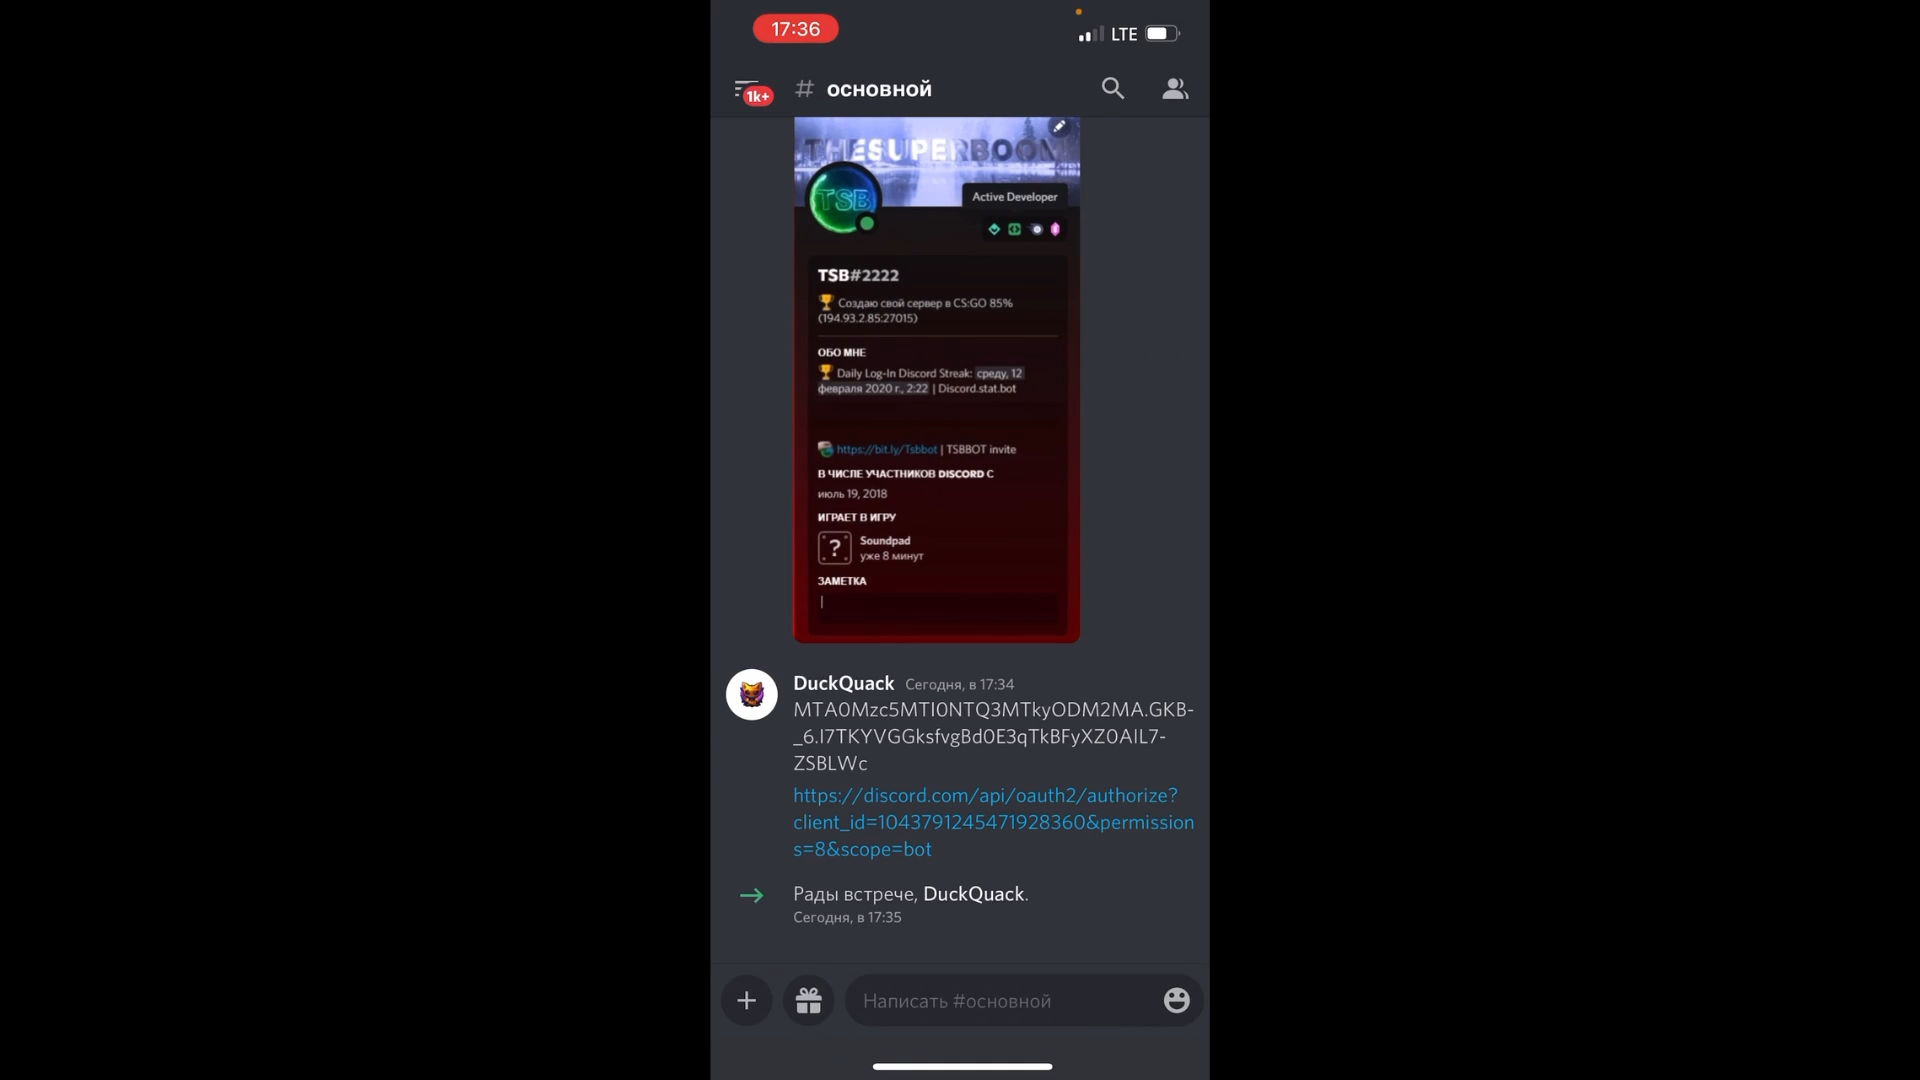 17:36
LTE
1k+
# основной
THESUPERBOOM
TSB
Active Developer
TSB#2222
Создаю свой сервер в CS:GO 85%
(194.93.2.85:27015)
ОБО МНЕ
Daily Log-In Discord Streak: среду, 12
февраля 2020 г., 2:22 | Discord.stat.bot
https://bit.ly/Tsbbot | TSBBOT invite
В ЧИСЛЕ УЧАСТНИКОВ DISCORD С
июль 19, 2018
ИГРАЕТ В ИГРУ
Soundpad
уже 8 минут
ЗАМЕТКА
DuckQuack Сегодня, в 17:34
MTA0Mzc5MTI0NTQ3MTkyODM2MA.GKB-
_6.I7TKYVGGksfvgBd0E3qTkBFyXZ0AIL7-
ZSBLWc
https://discord.com/api/oauth2/authorize?
client_id=1043791245471928360&permission
s=8&scope=bot
Рады встрече, DuckQuack.
Сегодня, в 17:35
Написать #основной